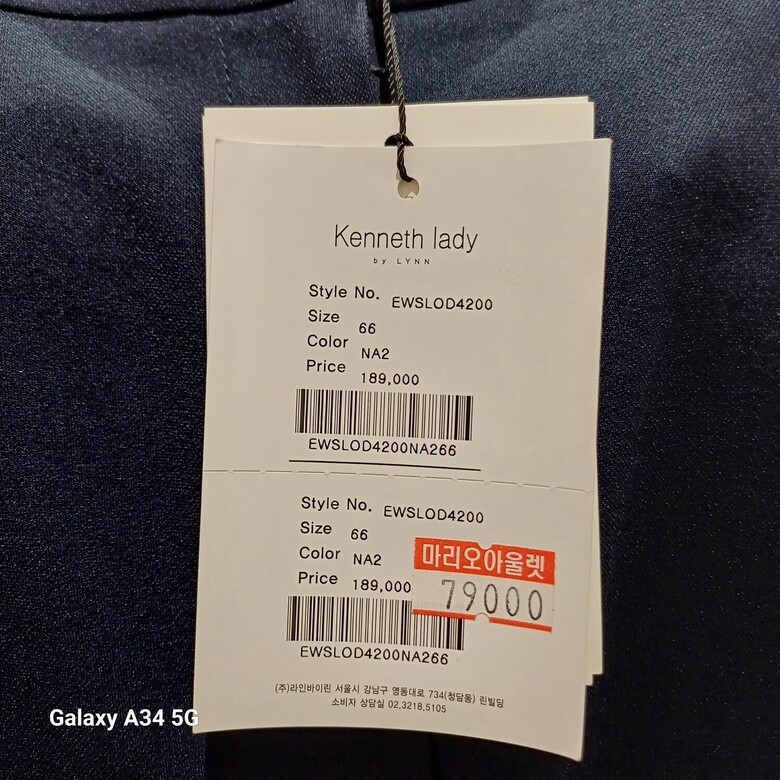 Kenneth lady
by LYNN
Style No. EWSLOD4200
Size 66
Color NA2
Price 189,000
EWSLOD4200NA266
Style No. EWSLOD4200
Size 66
Color NA2
Price 189,000
마리오아울렛
79000
EWSLOD4200NA266
(주)라인바이린 서울시 강남구 영동대로 734(청담동) 린빌딩
소비자 상담실 02.3218.5105
Galaxy A34 5G